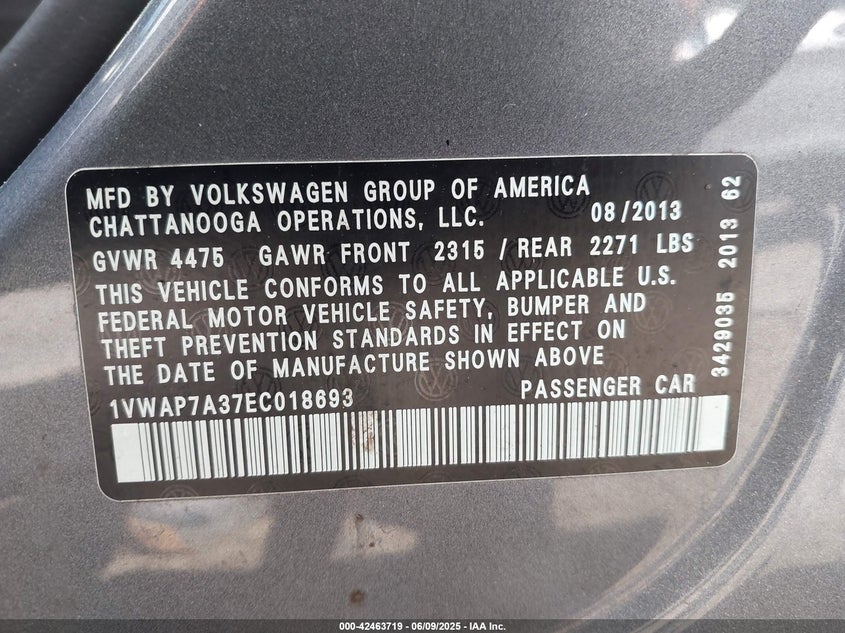 MFD BY VOLKSWAGEN GROUP OF AMERICA
CHATTANOOGA OPERATIONS, LLC. 08/2013
GVWR 4475 GAWR FRONT 2315 / REAR 2271 LBS
THIS VEHICLE CONFORMS TO ALL APPLICABLE U.S.
FEDERAL MOTOR VEHICLE SAFETY, BUMPER AND
THEFT PREVENTION STANDARDS IN EFFECT ON
THE DATE OF MANUFACTURE SHOWN ABOVE
1VWAP7A37EC018693 PASSENGER CAR
3429035 2013 62
000-42463719 - 06/09/2025 - IAA Inc.